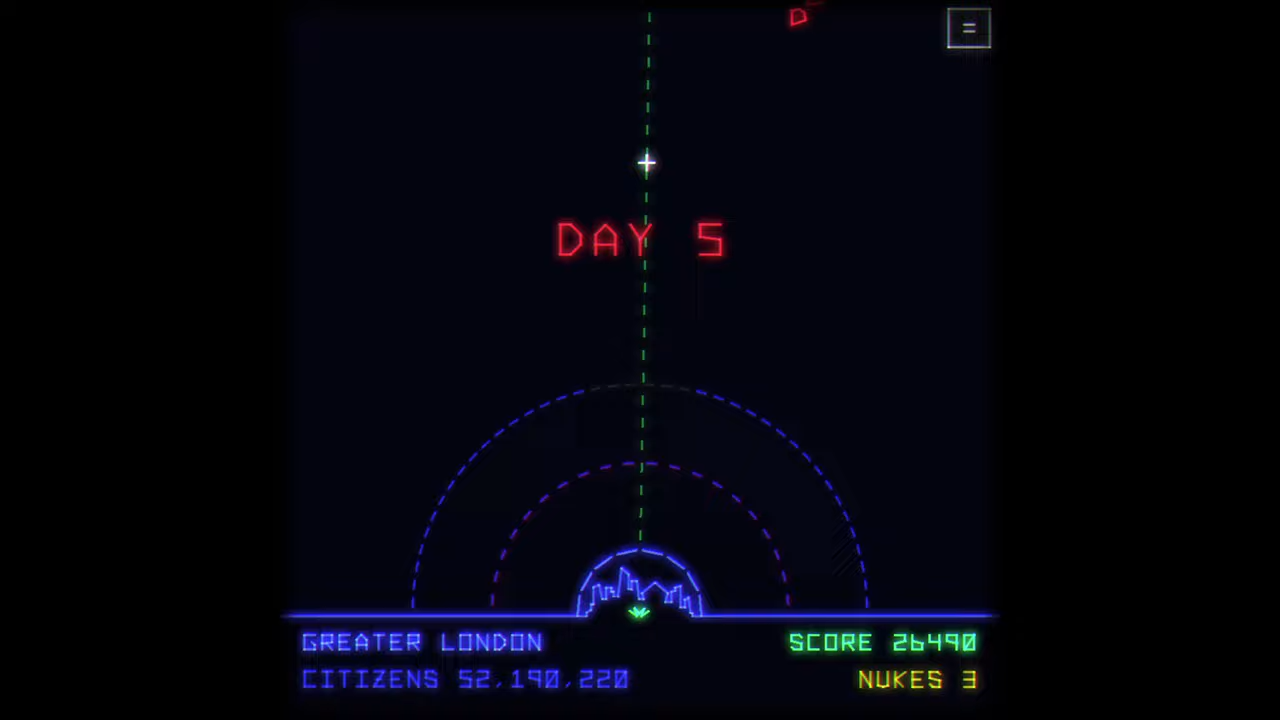 DAY 5
GREATER LONDON
SCORE 26490
CITIZENS 52,190,220
NUKES 3